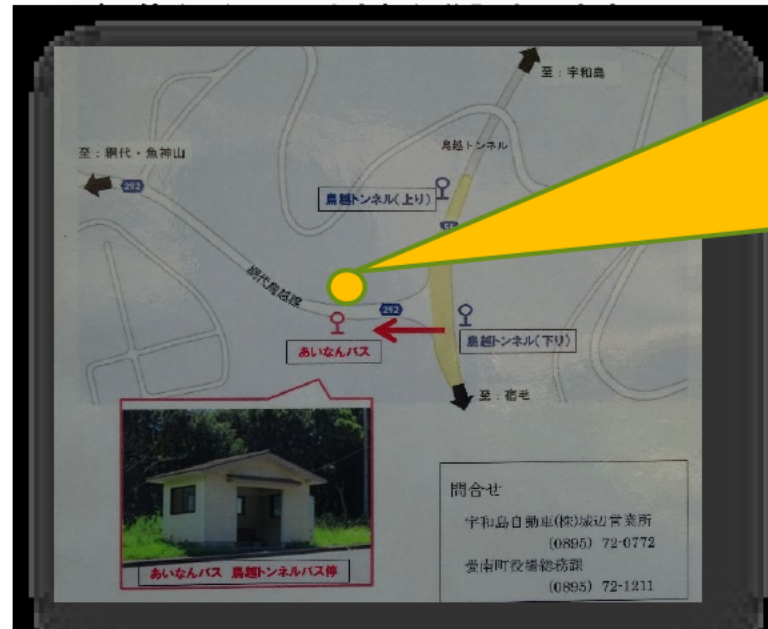 至：宇和島
鳥越トンネル
至：網代・魚神山
292
鳥越トンネル(上り)
網代鳥越線
292
鳥越トンネル(下り)
あいなんバス
至：宿毛
問合せ
宇和島自動車(株)城辺営業所
(0895) 72-0772
愛南町役場総務課
(0895) 72-1211
あいなんバス 鳥越トンネルバス停